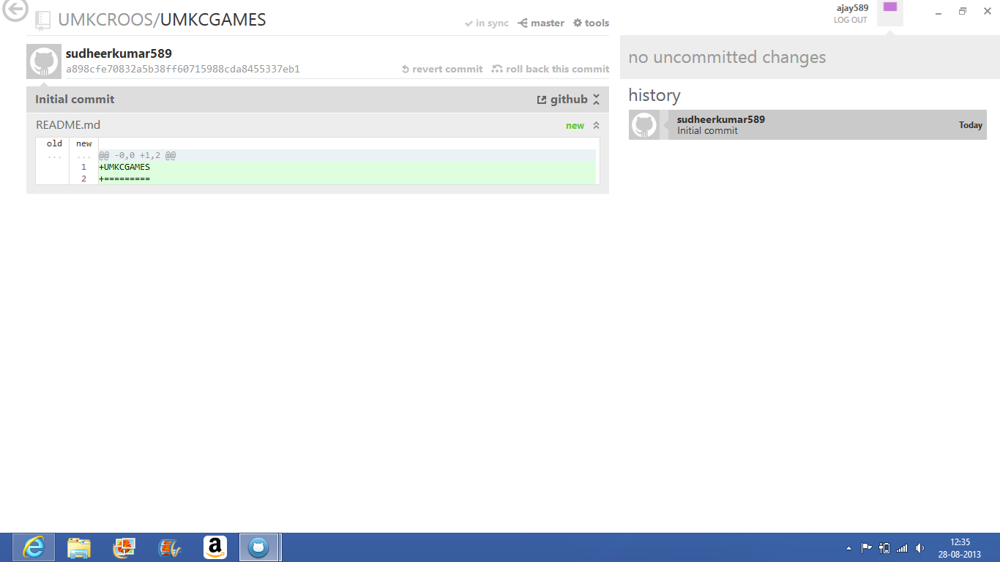 UMKCROOS/UMKCGAMES
in sync master tools
ajay589
LOG OUT
sudheerkumar589
a898cfe70832a5b38ff60715988cda8455337eb1
revert commit roll back this commit
Initial commit
github
README.md
new
old new
... ... @@ -0,0 +1,2 @@
1 +UMKCGAMES
2 +=========
no uncommitted changes
history
sudheerkumar589
Initial commit
Today
a
12:35
28-08-2013